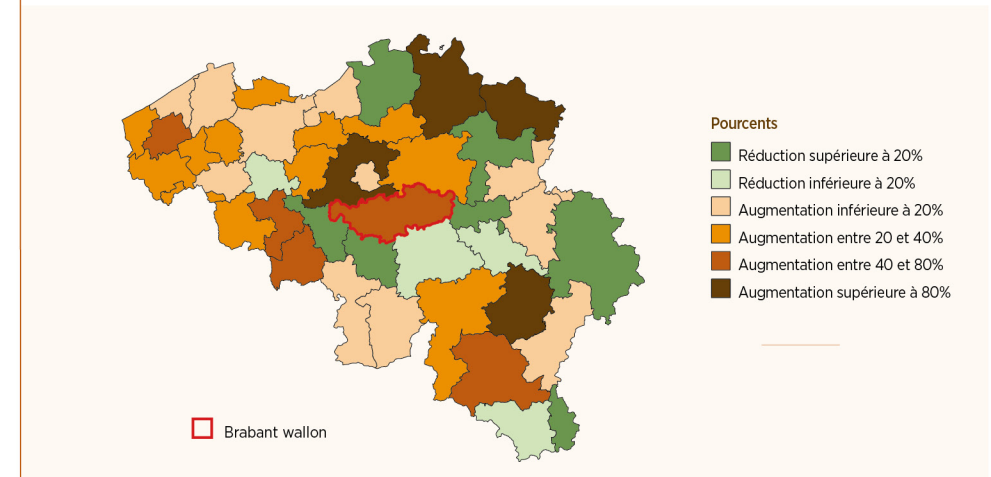 Pourcents
Réduction supérieure à 20%
Réduction inférieure à 20%
Augmentation inférieure à 20%
Augmentation entre 20 et 40%
Augmentation entre 40 et 80%
Augmentation supérieure à 80%
Brabant wallon